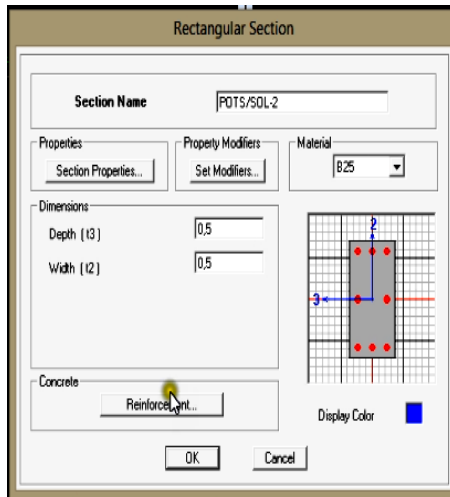 Rectangular Section
Section Name
POTS/SOL-2
Properties
Section Properties...
Property Modifiers
Set Modifiers...
Material
B25
Dimensions
Depth (t3)
0,5
Width (t2)
0,5
2
3
Concrete
Reinforcement...
Display Color
OK
Cancel